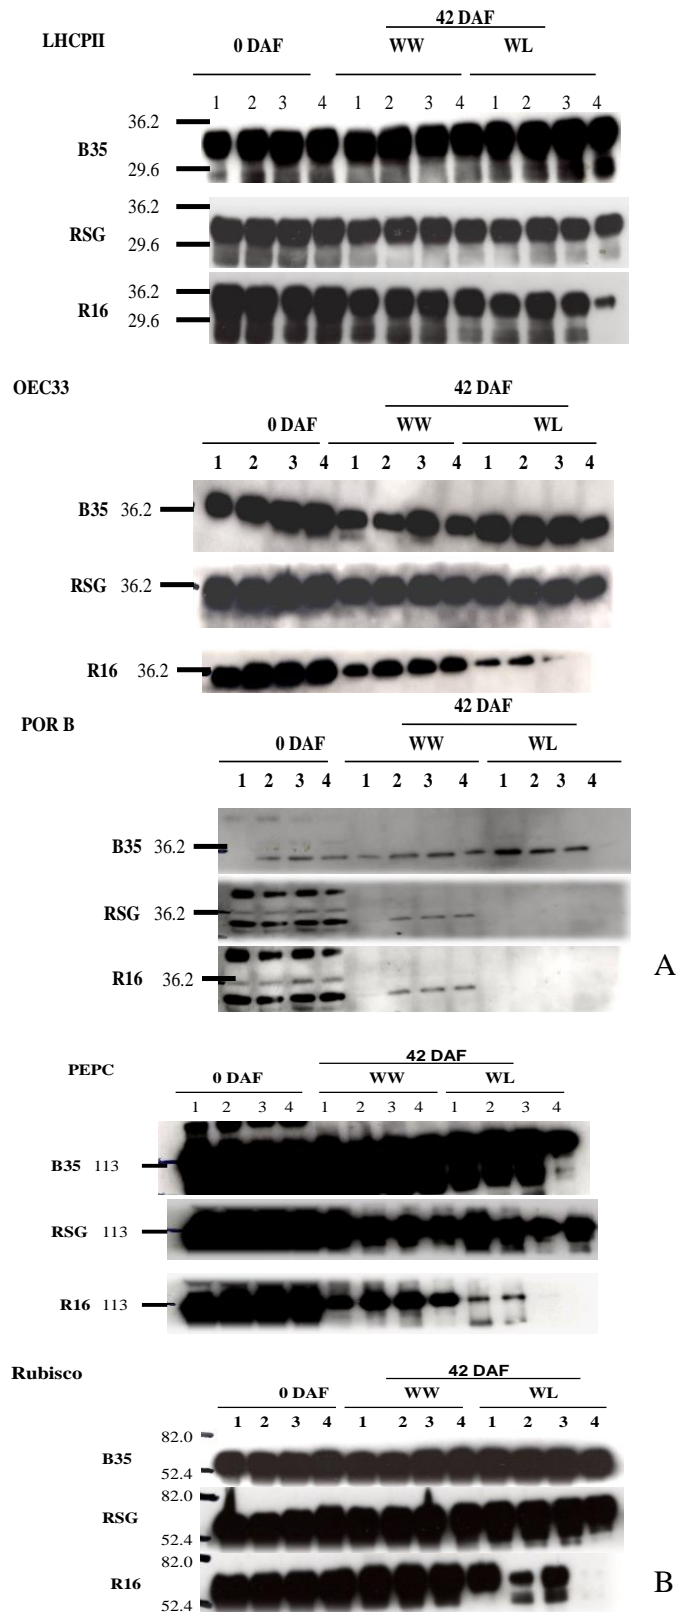 42 DAF
LHCPII
0 DAF WW WL
1 2 3 4 1 2 3 4 1 2 3 4
36.2
B35
29.6
36.2
RSG
29.6
36.2
R16
29.6
OEC33
42 DAF
0 DAF WW WL
1 2 3 4 1 2 3 4 1 2 3 4
B35 36.2
RSG 36.2
R16 36.2
42 DAF
POR B
0 DAF WW WL
1 2 3 4 1 2 3 4 1 2 3 4
B35 36.2
RSG 36.2
R16 36.2
A
42 DAF
PEPC
0 DAF WW WL
1 2 3 4 1 2 3 4 1 2 3 4
B35 113
RSG 113
R16 113
Rubisco
42 DAF
0 DAF WW WL
1 2 3 4 1 2 3 4 1 2 3 4
82.0
B35
52.4
82.0
RSG
52.4
82.0
R16
52.4
B